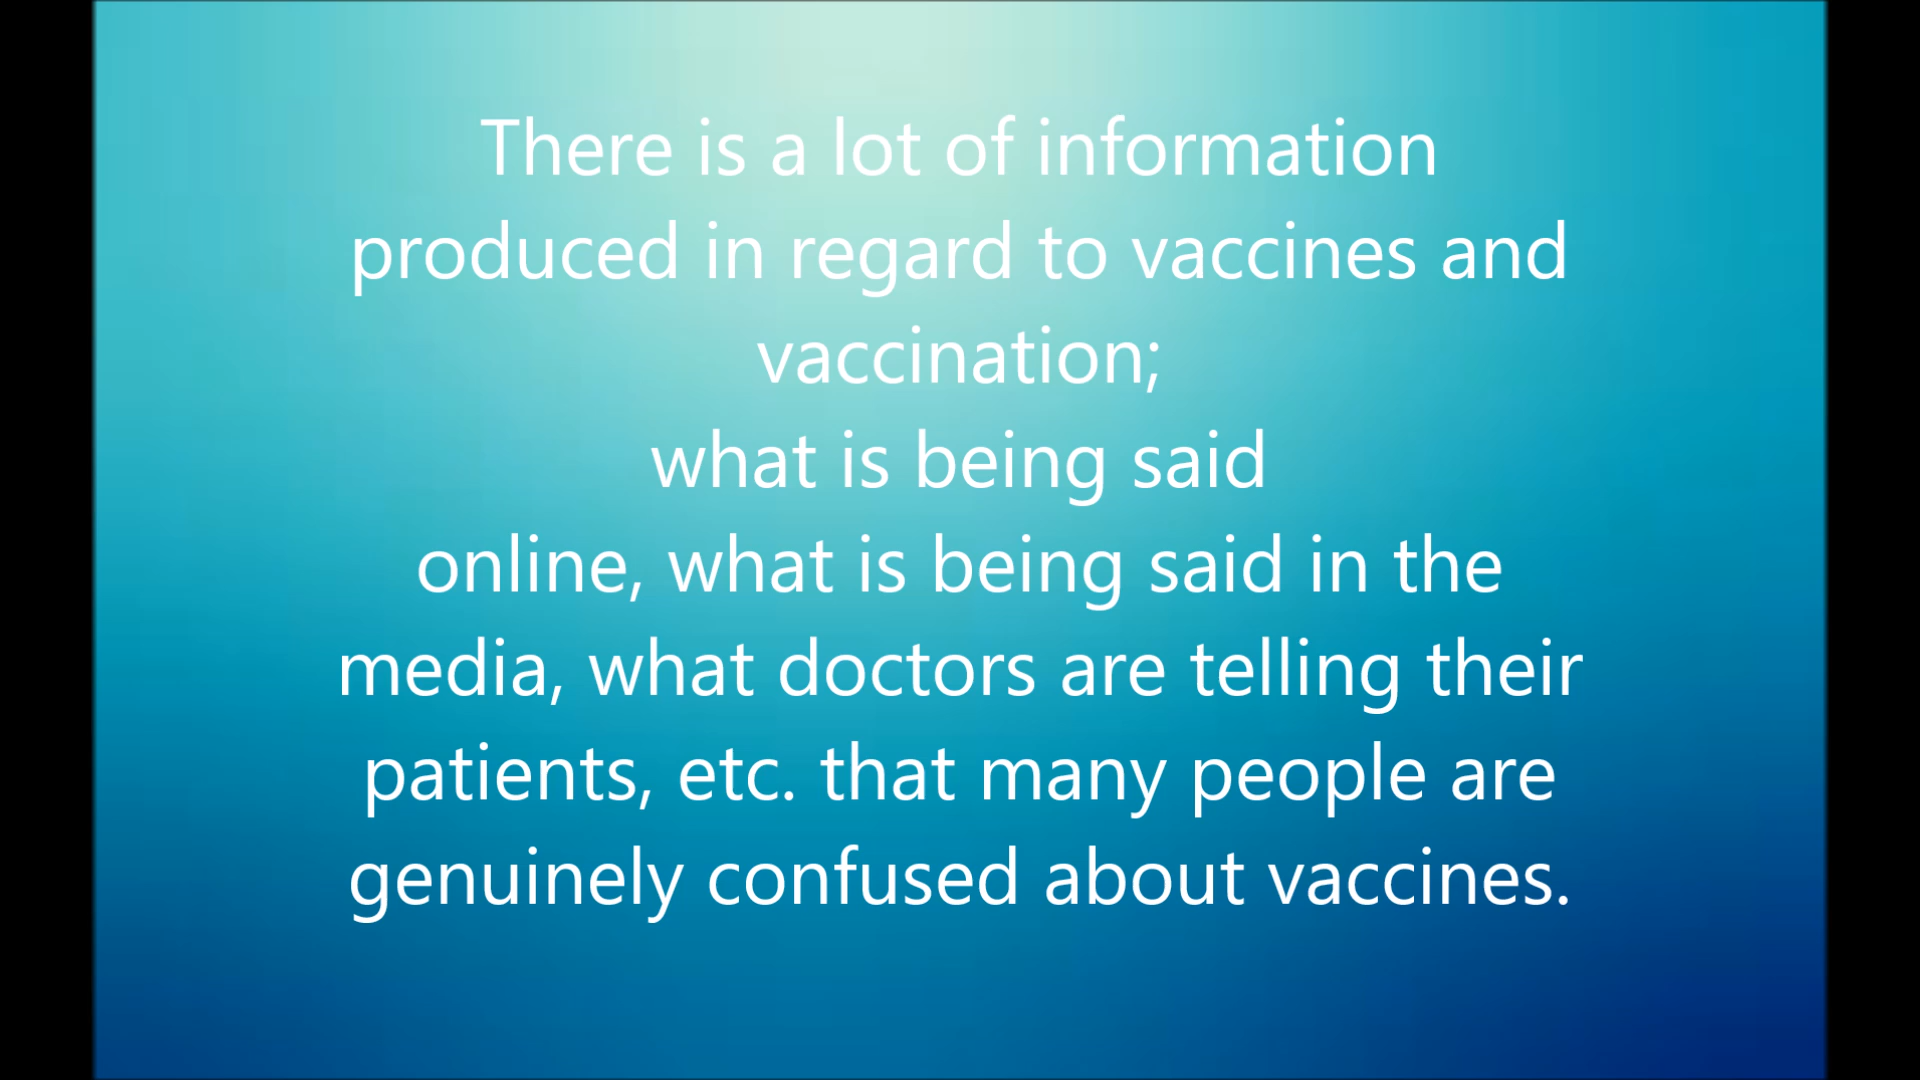 There is a lot of information
produced in regard to vaccines and
vaccination;
what is being said
online, what is being said in the
media, what doctors are telling their
patients, etc. that many people are
genuinely confused about vaccines.